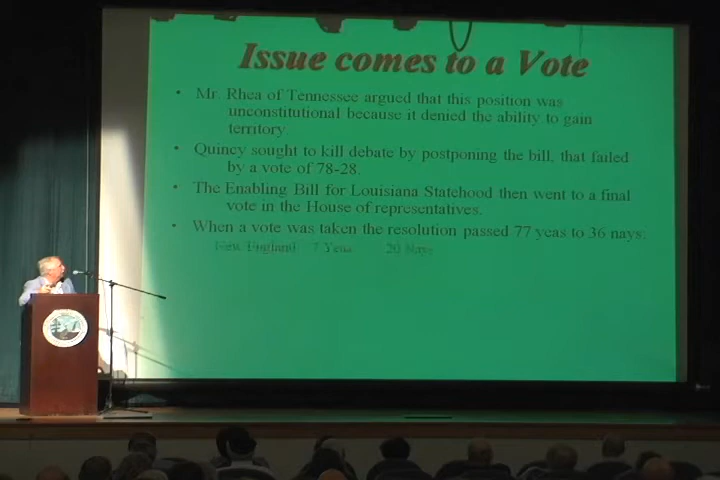 Issue comes to a Vote
• Mr. Rhea of Tennessee argued that this position was
unconstitutional because it denied the ability to gain
territory.
• Quincy sought to kill debate by postponing the bill, that failed
by a vote of 78-28.
• The Enabling Bill for Louisiana Statehood then went to a final
vote in the House of representatives.
• When a vote was taken the resolution passed 77 yeas to 36 nays.
New England 7 Yeas 20 Nays